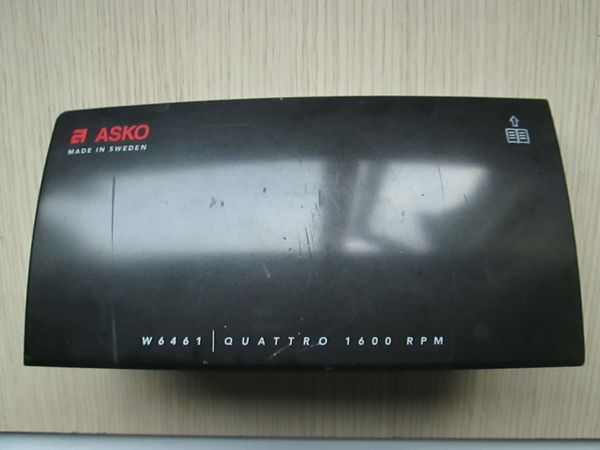 ASKO
MADE IN SWEDEN
W6461 | QUATTRO 1600 RPM